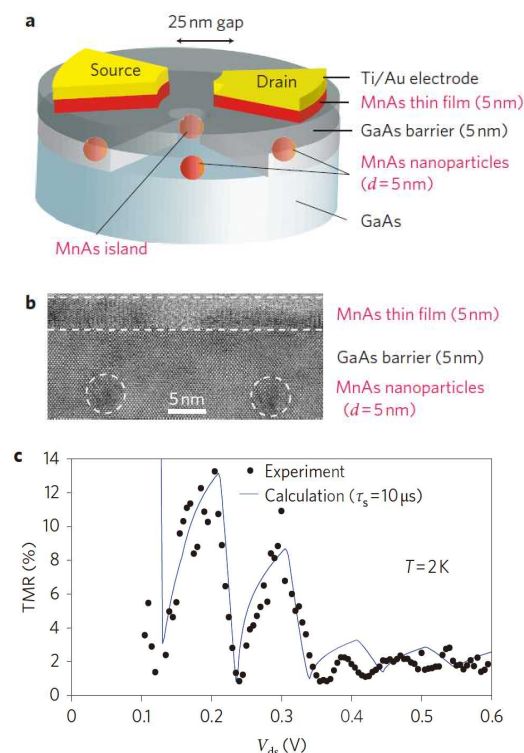 a
25 nm gap
Source
Drain
Ti/Au electrode
MnAs thin film (5 nm)
GaAs barrier (5 nm)
MnAs nanoparticles
(d = 5 nm)
GaAs
MnAs island
b
MnAs thin film (5 nm)
GaAs barrier (5 nm)
MnAs nanoparticles
(d = 5 nm)
5 nm
c
14
12
10
8
6
4
2
0
TMR (%)
Experiment
Calculation (τs = 10 μs)
T = 2 K
0
0.1
0.2
0.3
0.4
0.5
0.6
Vds (V)